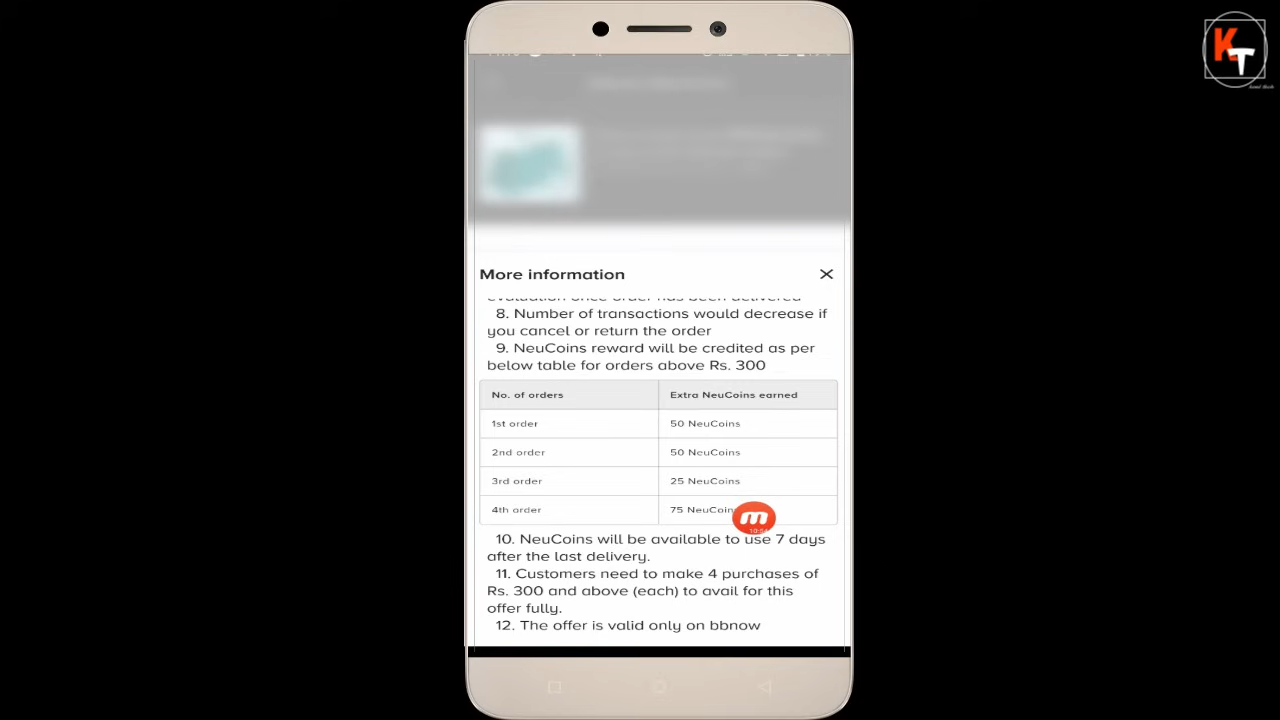 KT
More information
evaluation once order has been delivered
8. Number of transactions would decrease if
you cancel or return the order
9. NeuCoins reward will be credited as per
below table for orders above Rs. 300
No. of orders Extra NeuCoins earned
1st order 50 NeuCoins
2nd order 50 NeuCoins
3rd order 25 NeuCoins
4th order 75 NeuCoin
10. NeuCoins will be available to use 7 days
after the last delivery.
11. Customers need to make 4 purchases of
Rs. 300 and above (each) to avail for this
offer fully.
12. The offer is valid only on bbnow